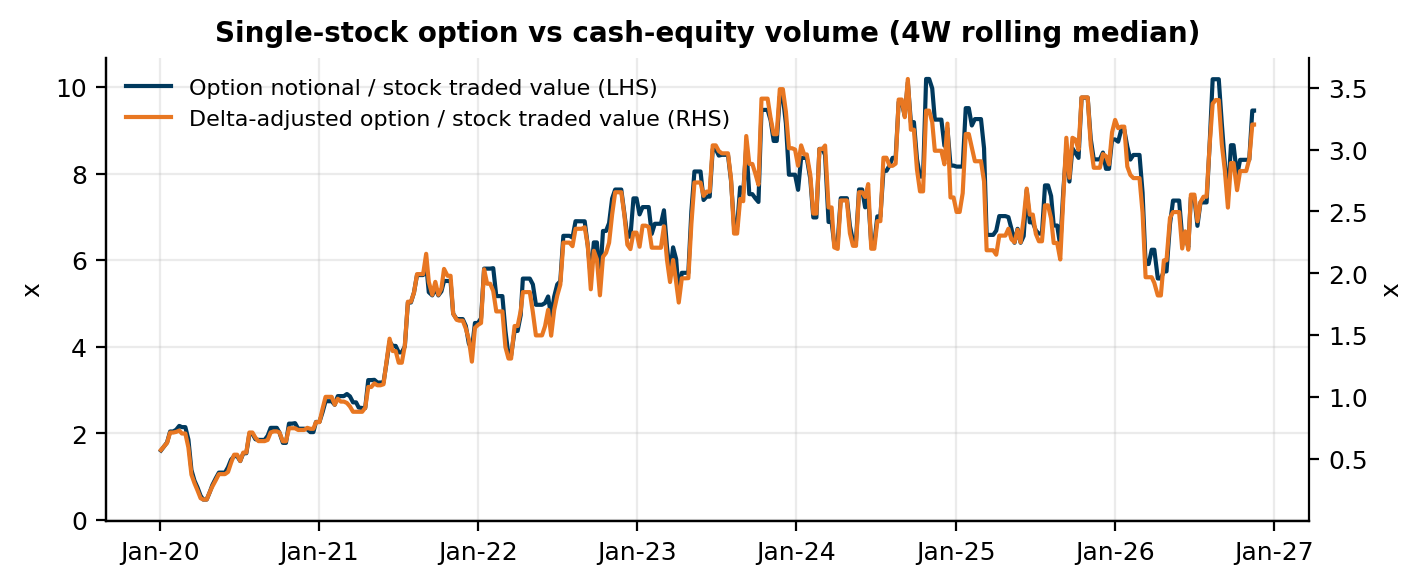 Single-stock option vs cash-equity volume (4W rolling median)
Option notional / stock traded value (LHS)
Delta-adjusted option / stock traded value (RHS)
10
8
6
4
2
0
x
3.5
3.0
2.5
2.0
1.5
1.0
0.5
x
Jan-20 Jan-21 Jan-22 Jan-23 Jan-24 Jan-25 Jan-26 Jan-27